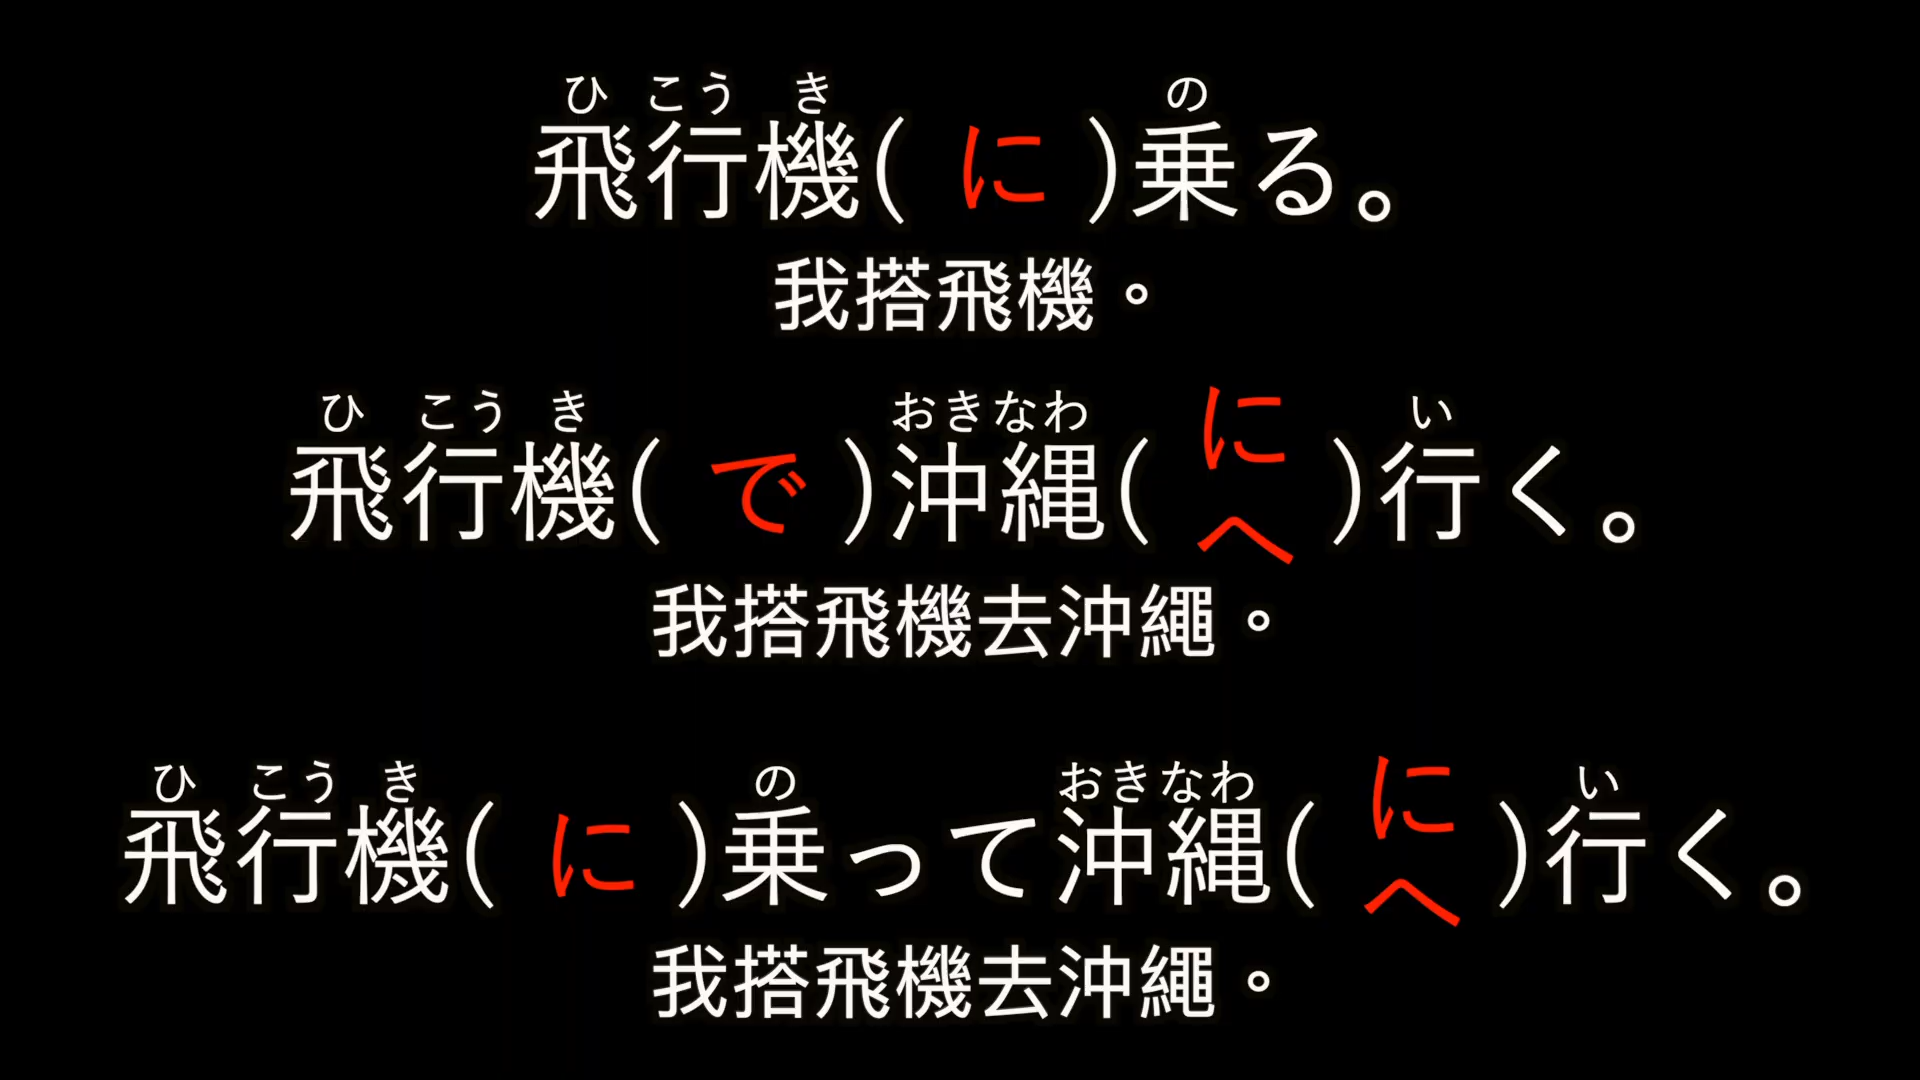 ひ こう き の
飛行機( に )乗る。
我搭飛機。
ひ こう き おきなわ い
飛行機( で )沖縄( に へ )行く。
我搭飛機去沖繩。
ひ こう き の おきなわ い
飛行機( に )乗って沖縄( に へ )行く。
我搭飛機去沖繩。